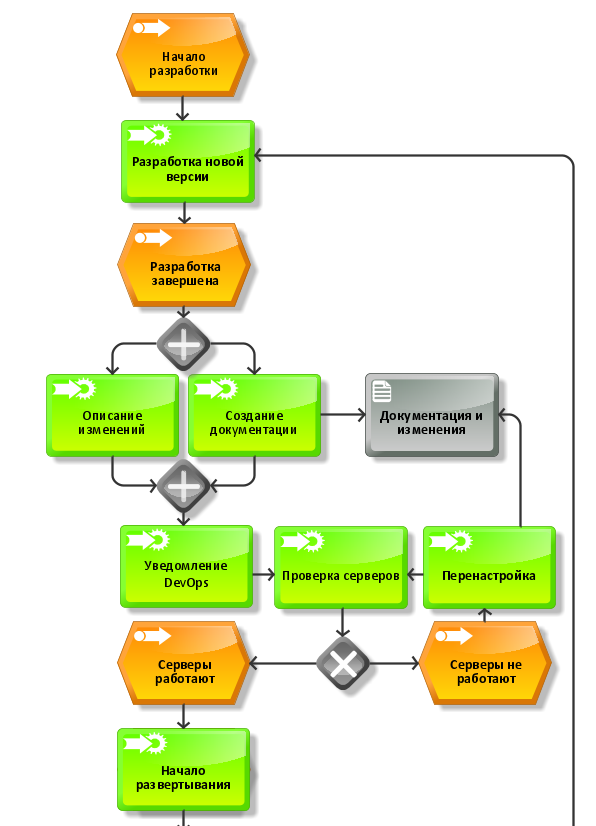 Начало
разработки
Разработка новой
версии
Разработка
завершена
Описание
изменений
Создание
документации
Документация и
изменения
Уведомление
DevOps
Проверка серверов
Перенастройка
Серверы
работают
Серверы не
работают
Начало
развертывания